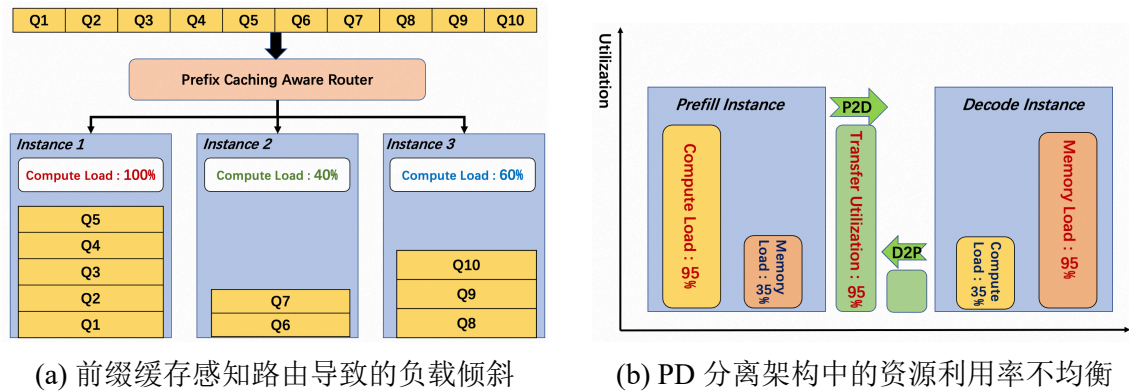 Q1 Q2 Q3 Q4 Q5 Q6 Q7 Q8 Q9 Q10
Prefix Caching Aware Router
Instance 1
Compute Load : 100%
Q5
Q4
Q3
Q2
Q1
Instance 2
Compute Load : 40%
Q7
Q6
Instance 3
Compute Load : 60%
Q10
Q9
Q8
(a) 前缀缓存感知路由导致的负载倾斜
Utilization
Prefill Instance
Compute Load : 95%
Memory
Load : 35%
P2D
Transfer Utilization : 95%
D2P
Decode Instance
Compute
Load : 35%
Memory Load : 95%
(b) PD 分离架构中的资源利用率不均衡